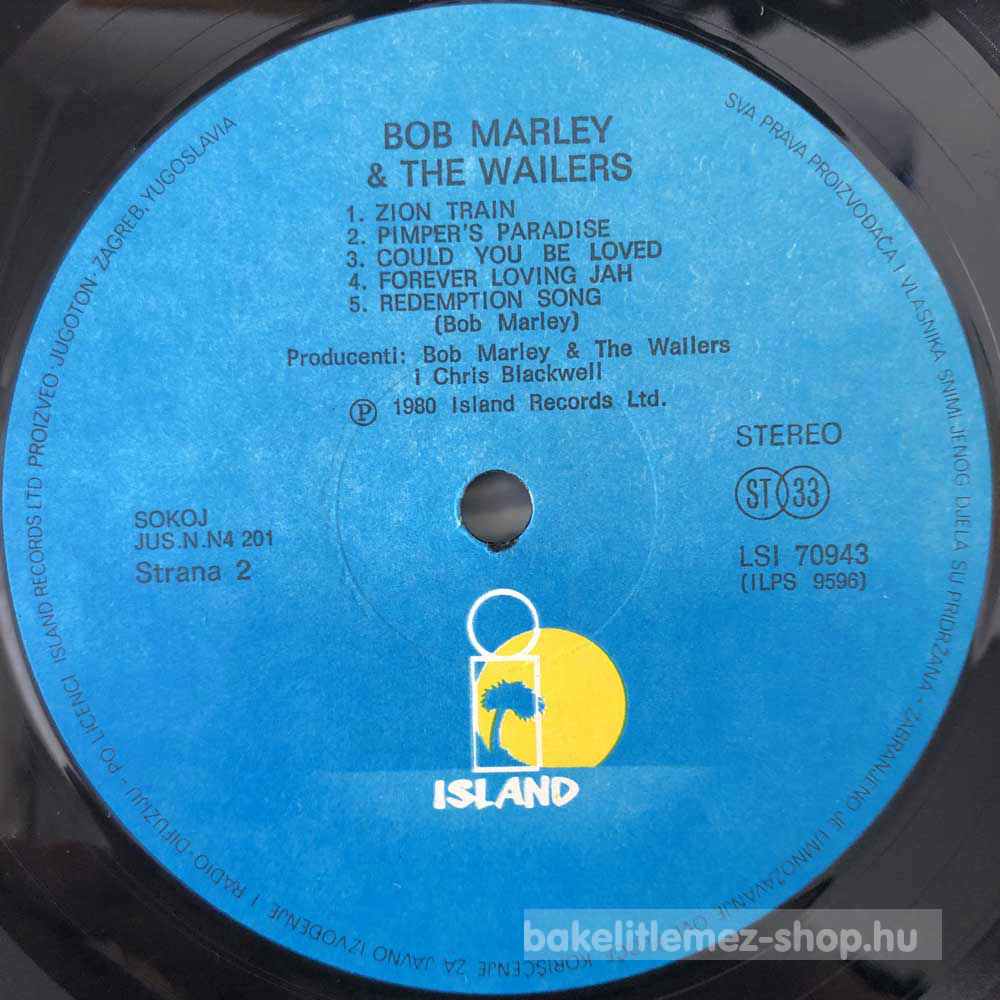 BOB MARLEY
& THE WAILERS
1. ZION TRAIN
2. PIMPER'S PARADISE
3. COULD YOU BE LOVED
4. FOREVER LOVING JAH
5. REDEMPTION SONG
(Bob Marley)
Producenti: Bob Marley & The Wailers
i Chris Blackwell
Ⓟ 1980 Island Records Ltd.
STEREO
ST 33
LSI 70943
(ILPS 9596)
SOKOJ
JUS.N.N4 201
Strana 2
ISLAND
SVA PRAVA PROIZVOĐAČA I VLASNIKA SNIMLJENOG DJELA SU PRIDRŽANA - ZABRANJENO JE UMNOŽAVANJE KORIŠĆENJE ZA JAVNO IZVOĐENJE I RADIO-DIFUZIJU - PO LICENCI ISLAND RECORDS LTD PROIZVEO JUGOTON-ZAGREB, YUGOSLAVIA
bakelitlemez-shop.hu